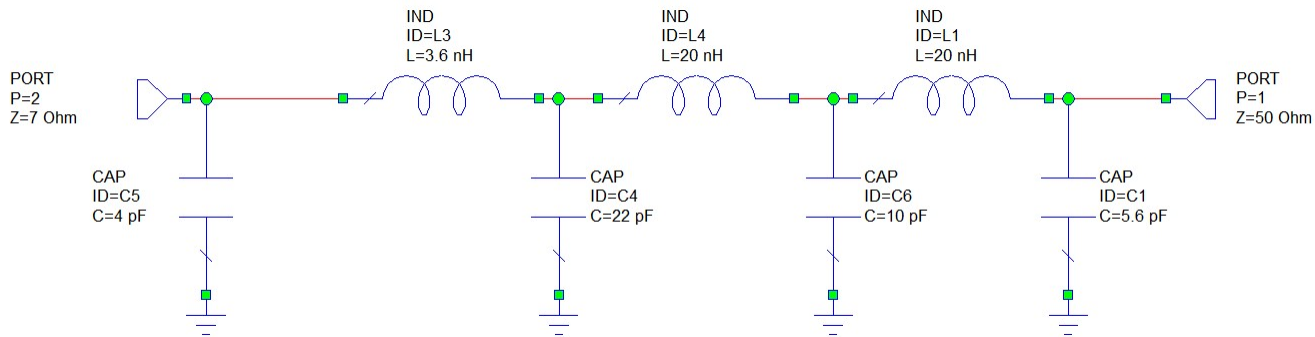 IND
ID=L3
L=3.6 nH
IND
ID=L4
L=20 nH
IND
ID=L1
L=20 nH
PORT
P=2
Z=7 Ohm
PORT
P=1
Z=50 Ohm
CAP
ID=C5
C=4 pF
CAP
ID=C4
C=22 pF
CAP
ID=C6
C=10 pF
CAP
ID=C1
C=5.6 pF